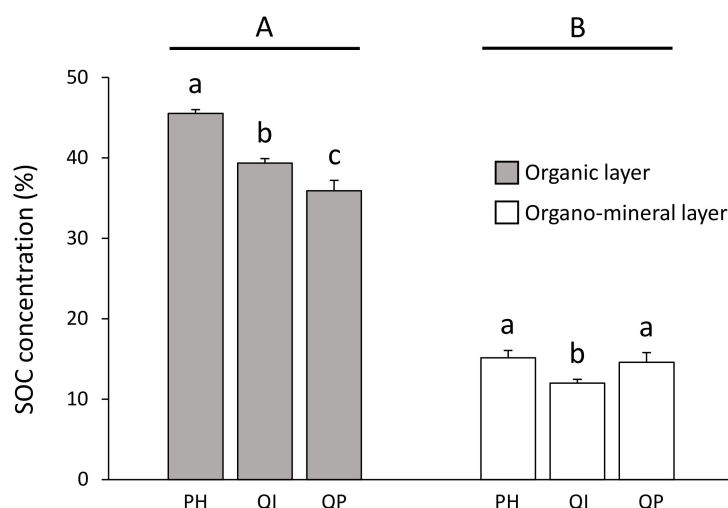 A
B
SOC concentration (%)
50
40
30
20
10
0
a
b
c
a
b
a
Organic layer
Organo-mineral layer
PH QI QP PH QI QP